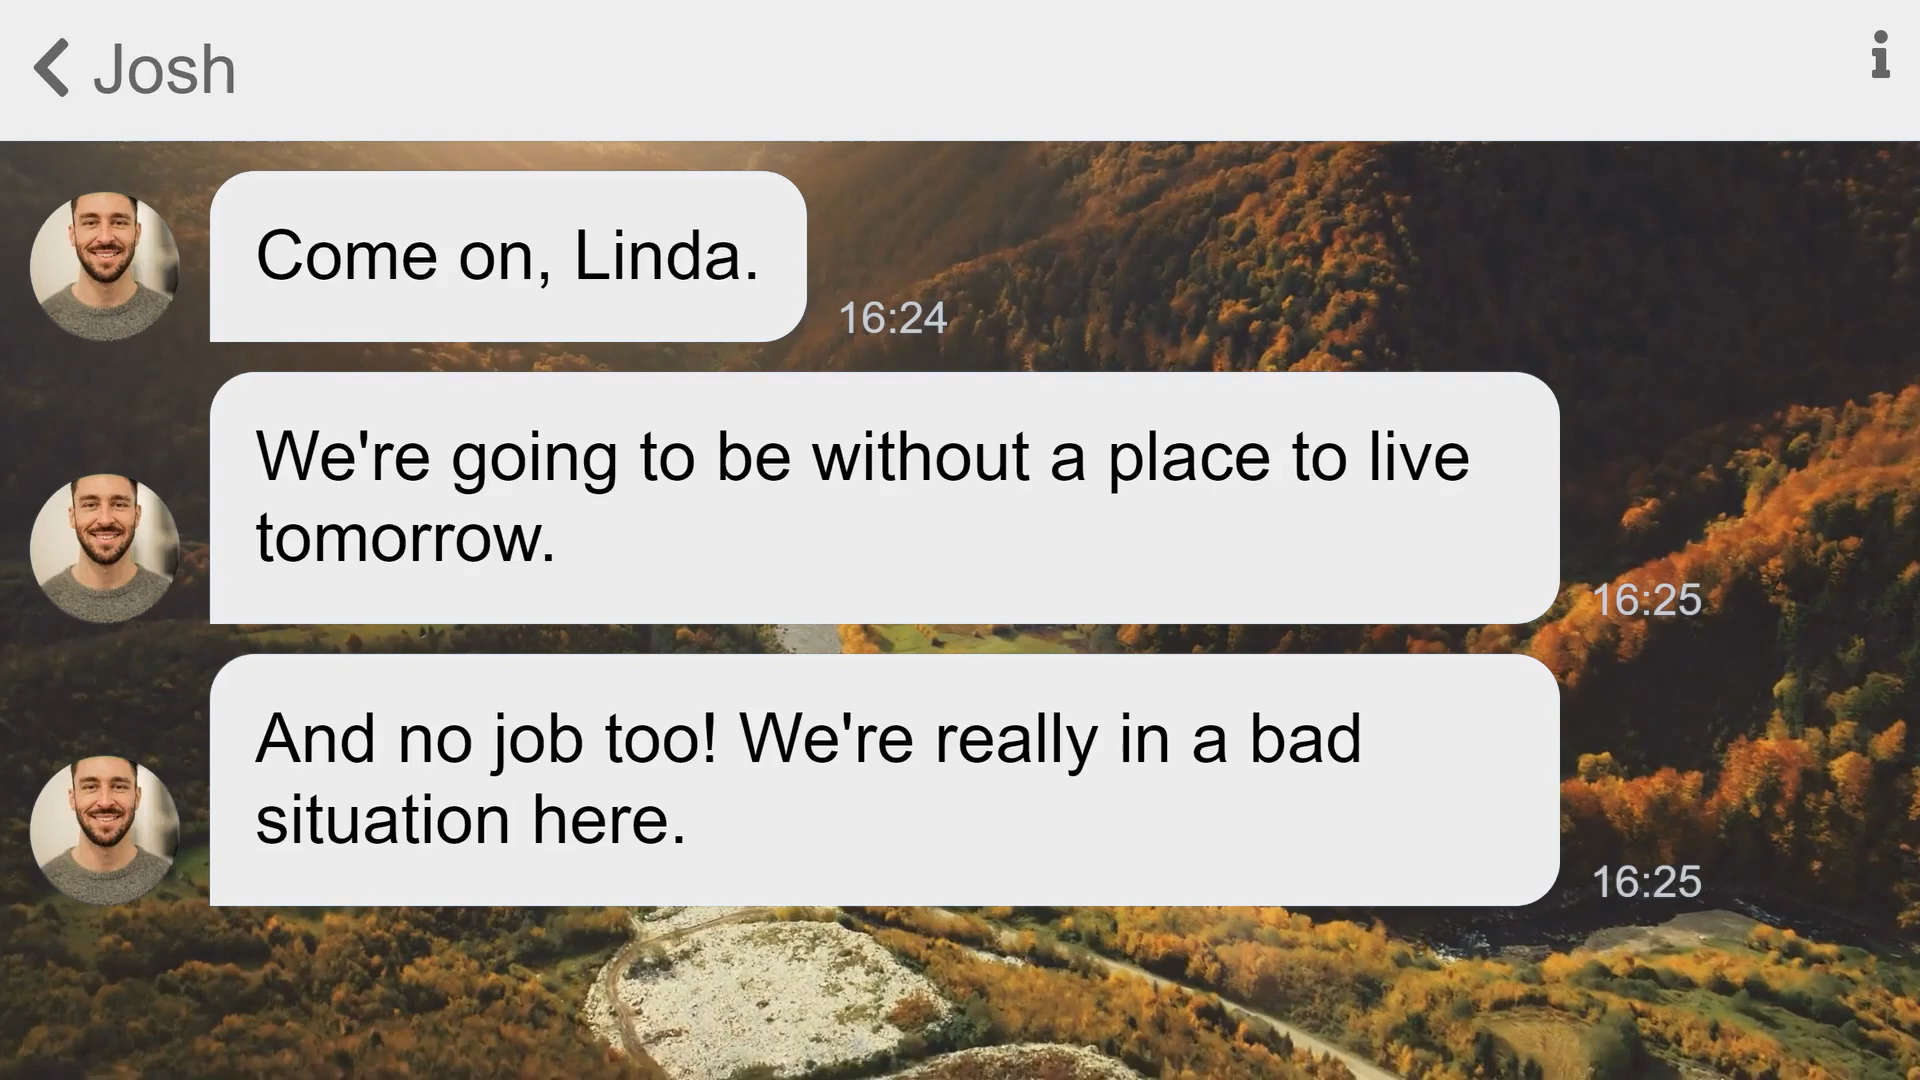 Josh
Come on, Linda.
16:24
We're going to be without a place to live
tomorrow.
16:25
And no job too! We're really in a bad
situation here.
16:25